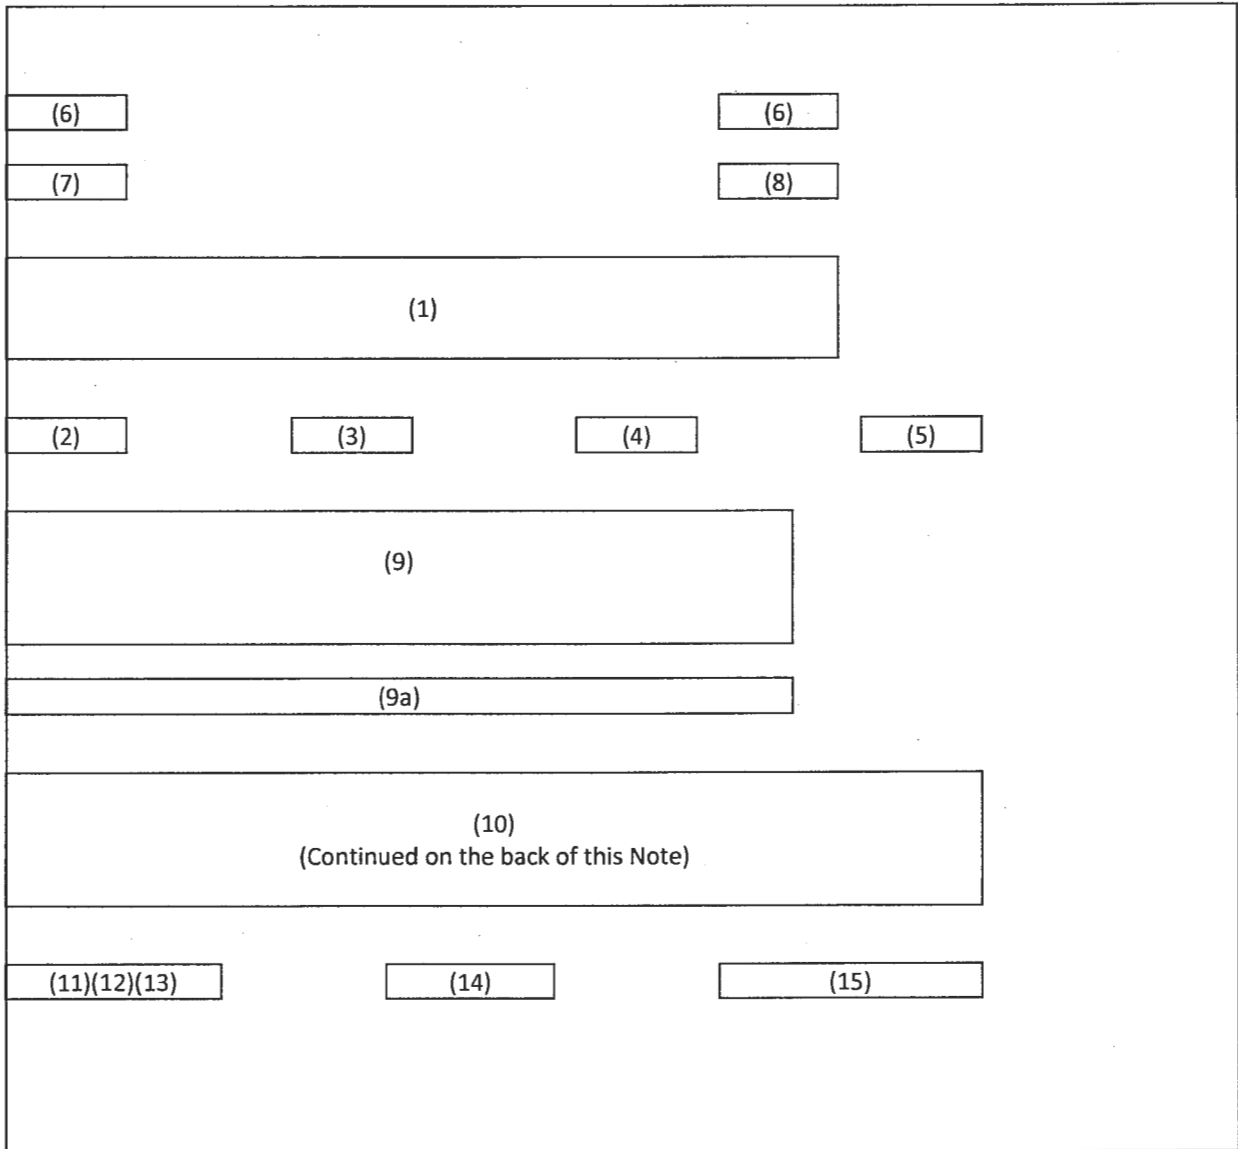 (6) (6)
(7) (8)
(1)
(2) (3) (4) (5)
(9)
(9a)
(10)
(Continued on the back of this Note)
(11)(12)(13) (14) (15)